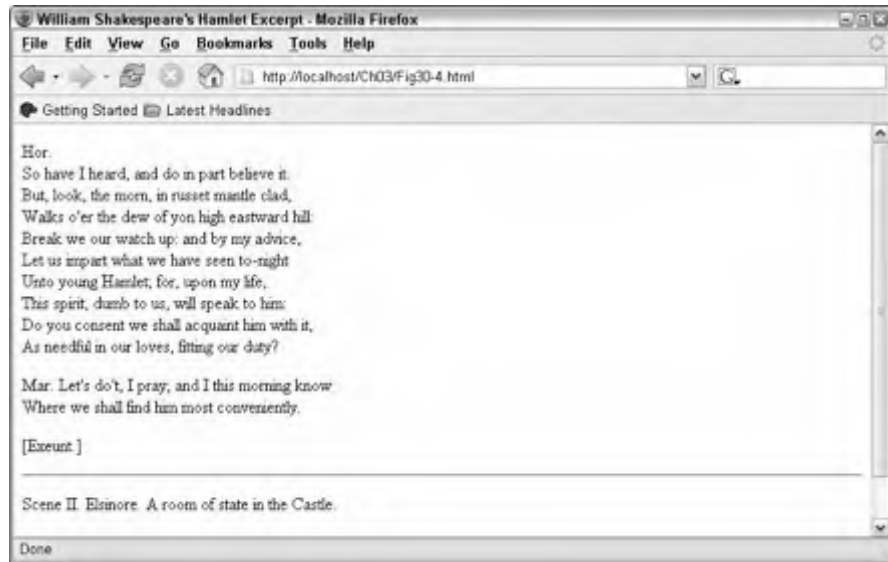 William Shakespeare's Hamlet Excerpt - Mozilla Firefox
File Edit View Go Bookmarks Tools Help
http://localhost/Ch03/Fig30-4.html
Getting Started Latest Headlines
Hor.
So have I heard, and do in part believe it.
But, look, the morn, in russet mantle clad,
Walks o'er the dew of yon high eastward hill:
Break we our watch up: and by my advice,
Let us impart what we have seen to-night
Unto young Hamlet; for, upon my life,
This spirit, dumb to us, will speak to him:
Do you consent we shall acquaint him with it,
As needful in our loves, fitting our duty?
Mar. Let's do't, I pray; and I this morning know
Where we shall find him most conveniently.
[Exeunt.]
Scene II. Elsinore. A room of state in the Castle.
Done